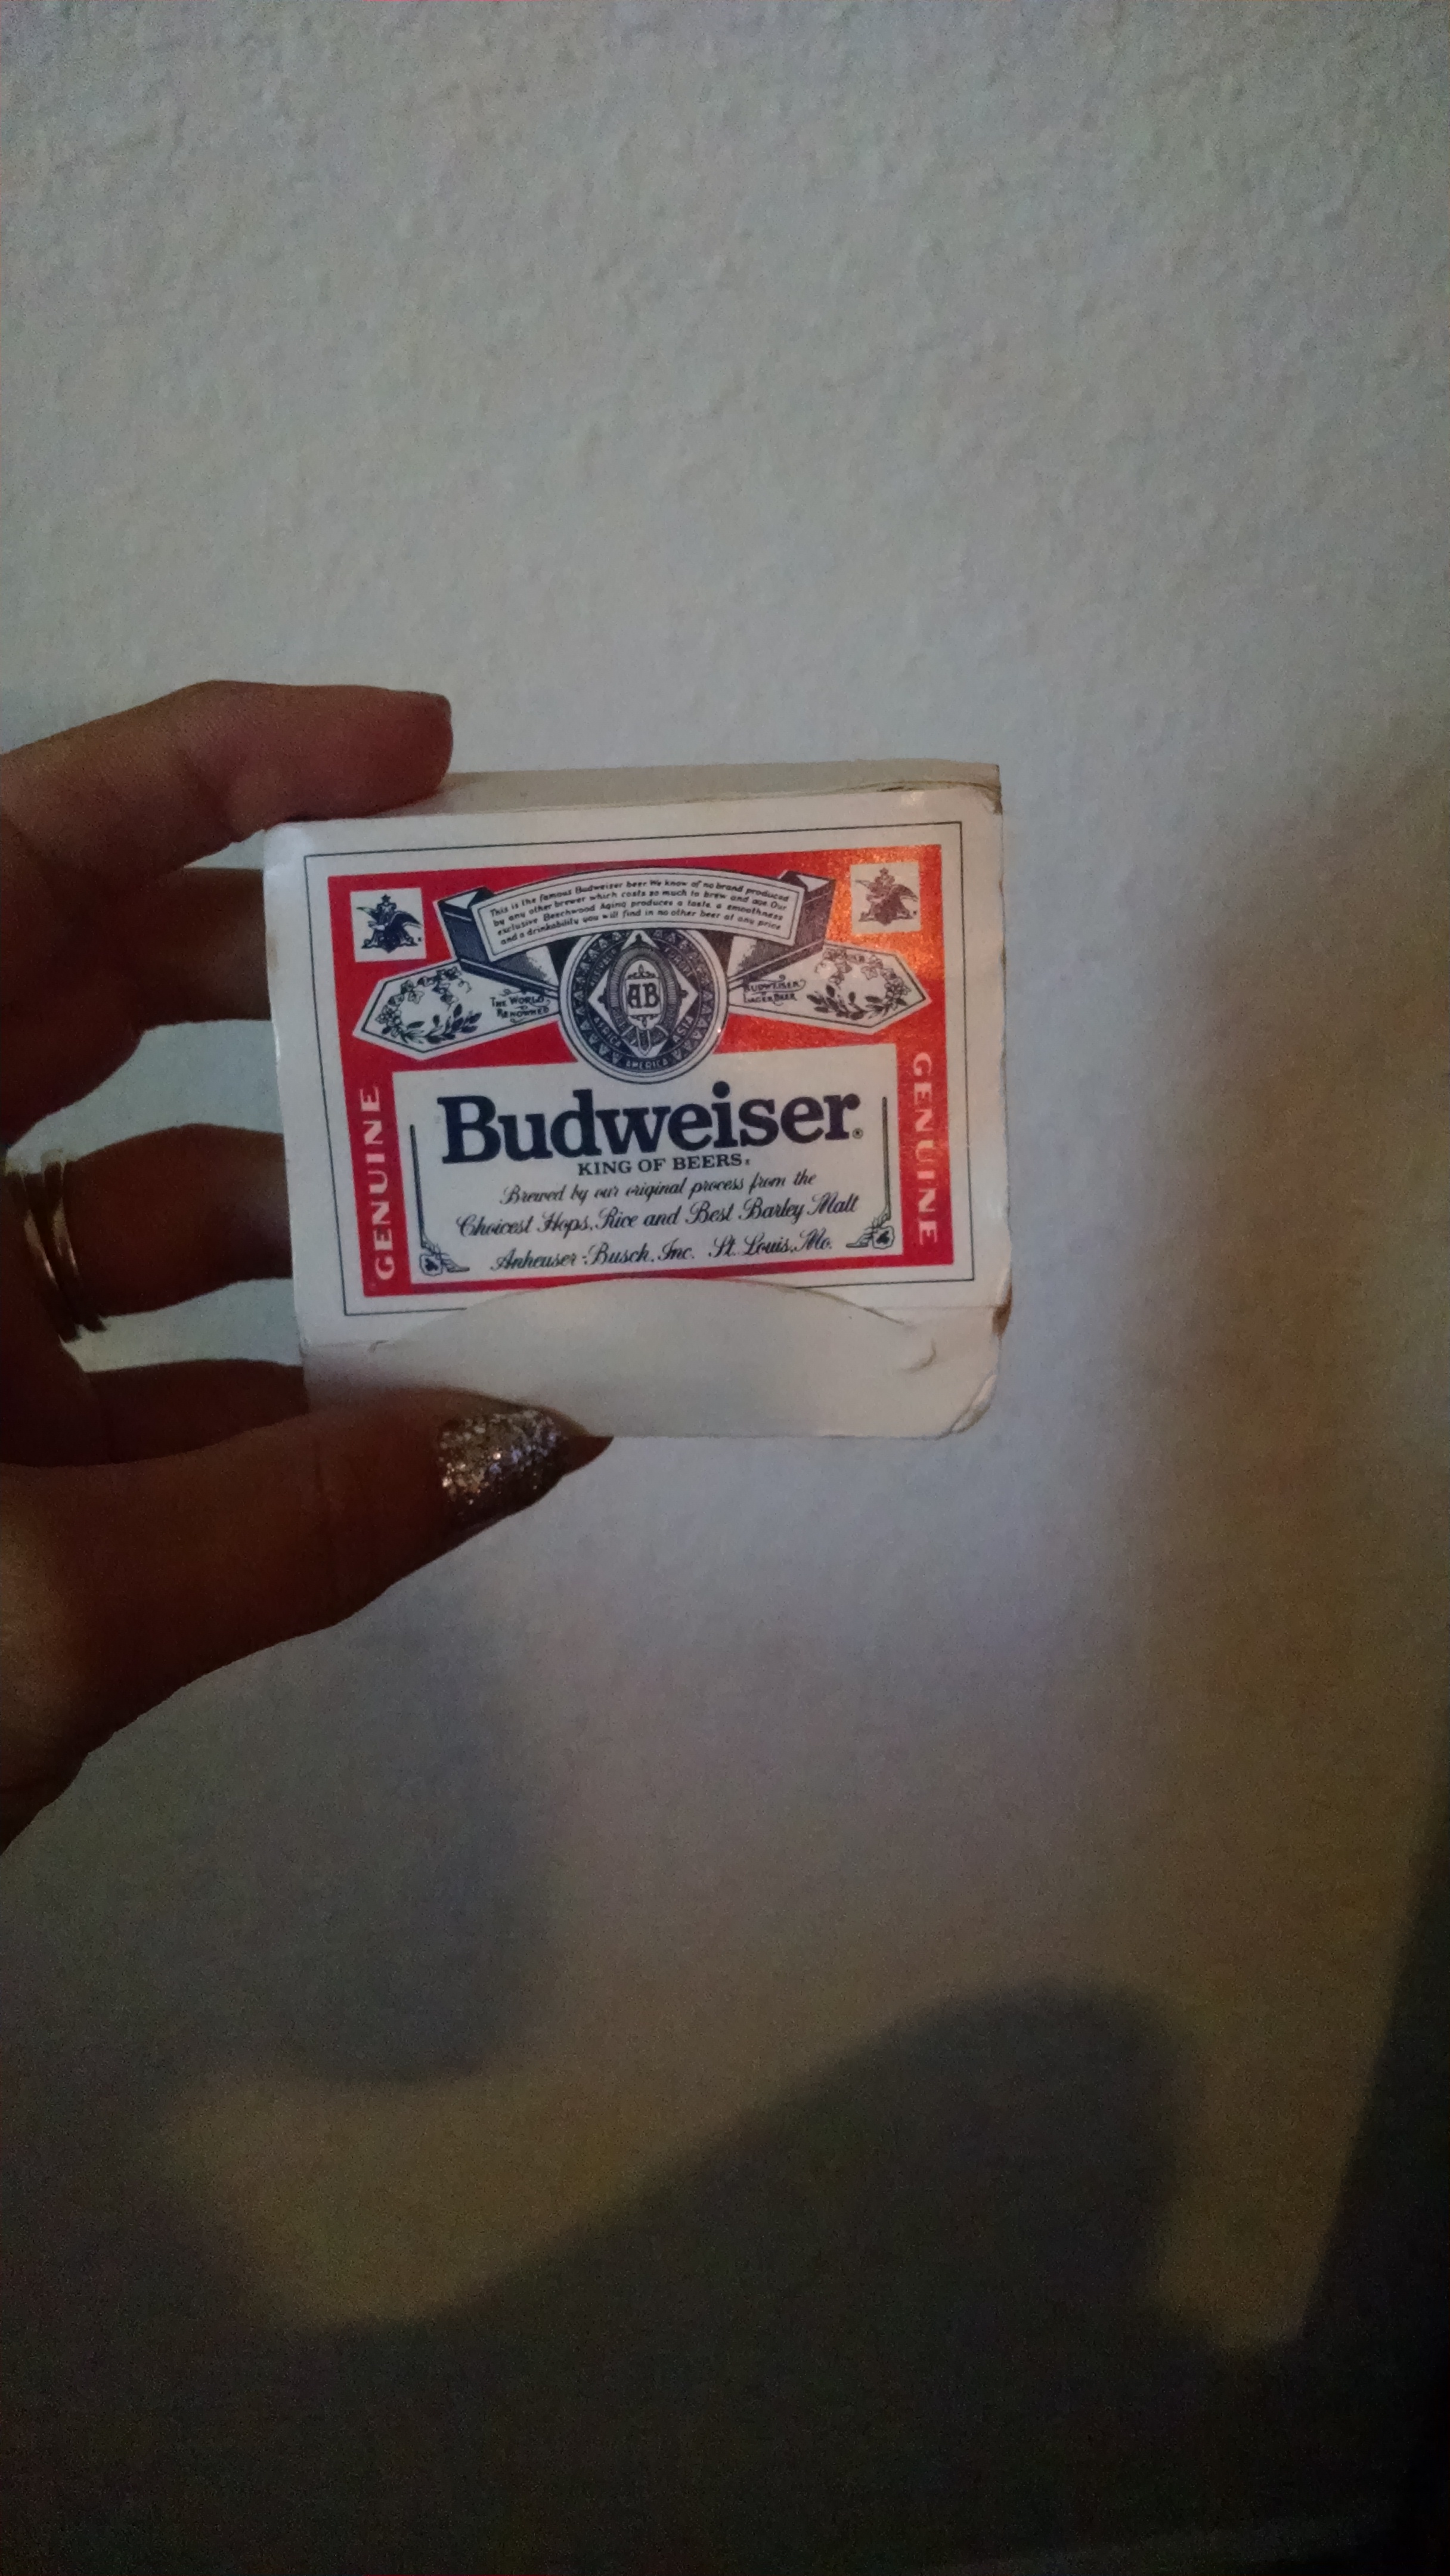 This is the famous Budweiser beer. We know of no brand produced
by any other brewer which costs so much to brew and age. Our
exclusive Beechwood Aging produces a taste, a smoothness
and a drinkability you will find in no other beer at any price
THE WORLD
RENOWNED
AB
BUDWEISER
LAGER BEER
AFRICA AMERICA ASIA
GENUINE
GENUINE
Budweiser®
KING OF BEERS®
Brewed by our original process from the
Choicest Hops, Rice and Best Barley Malt
Anheuser-Busch, Inc. St. Louis, Mo.